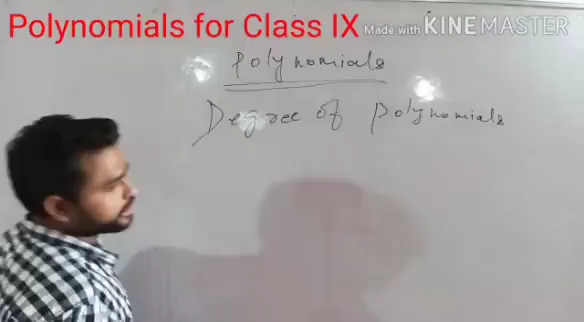 Polynomials for Class IX
Made with KINEMASTER
Polynomials
Degree of polynomials